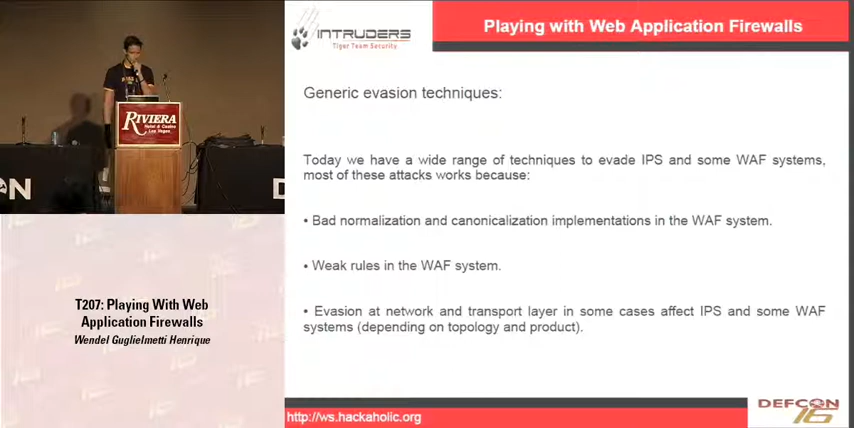 INTRUDERS
Tiger Team Security
Playing with Web Application Firewalls
RIVIERA
Hotel & Casino
Las Vegas
Generic evasion techniques:
Today we have a wide range of techniques to evade IPS and some WAF systems,
most of these attacks works because:
• Bad normalization and canonicalization implementations in the WAF system.
• Weak rules in the WAF system.
• Evasion at network and transport layer in some cases affect IPS and some WAF
systems (depending on topology and product).
T207: Playing With Web
Application Firewalls
Wendel Guglielmetti Henrique
http://ws.hackaholic.org
DEFCON
16